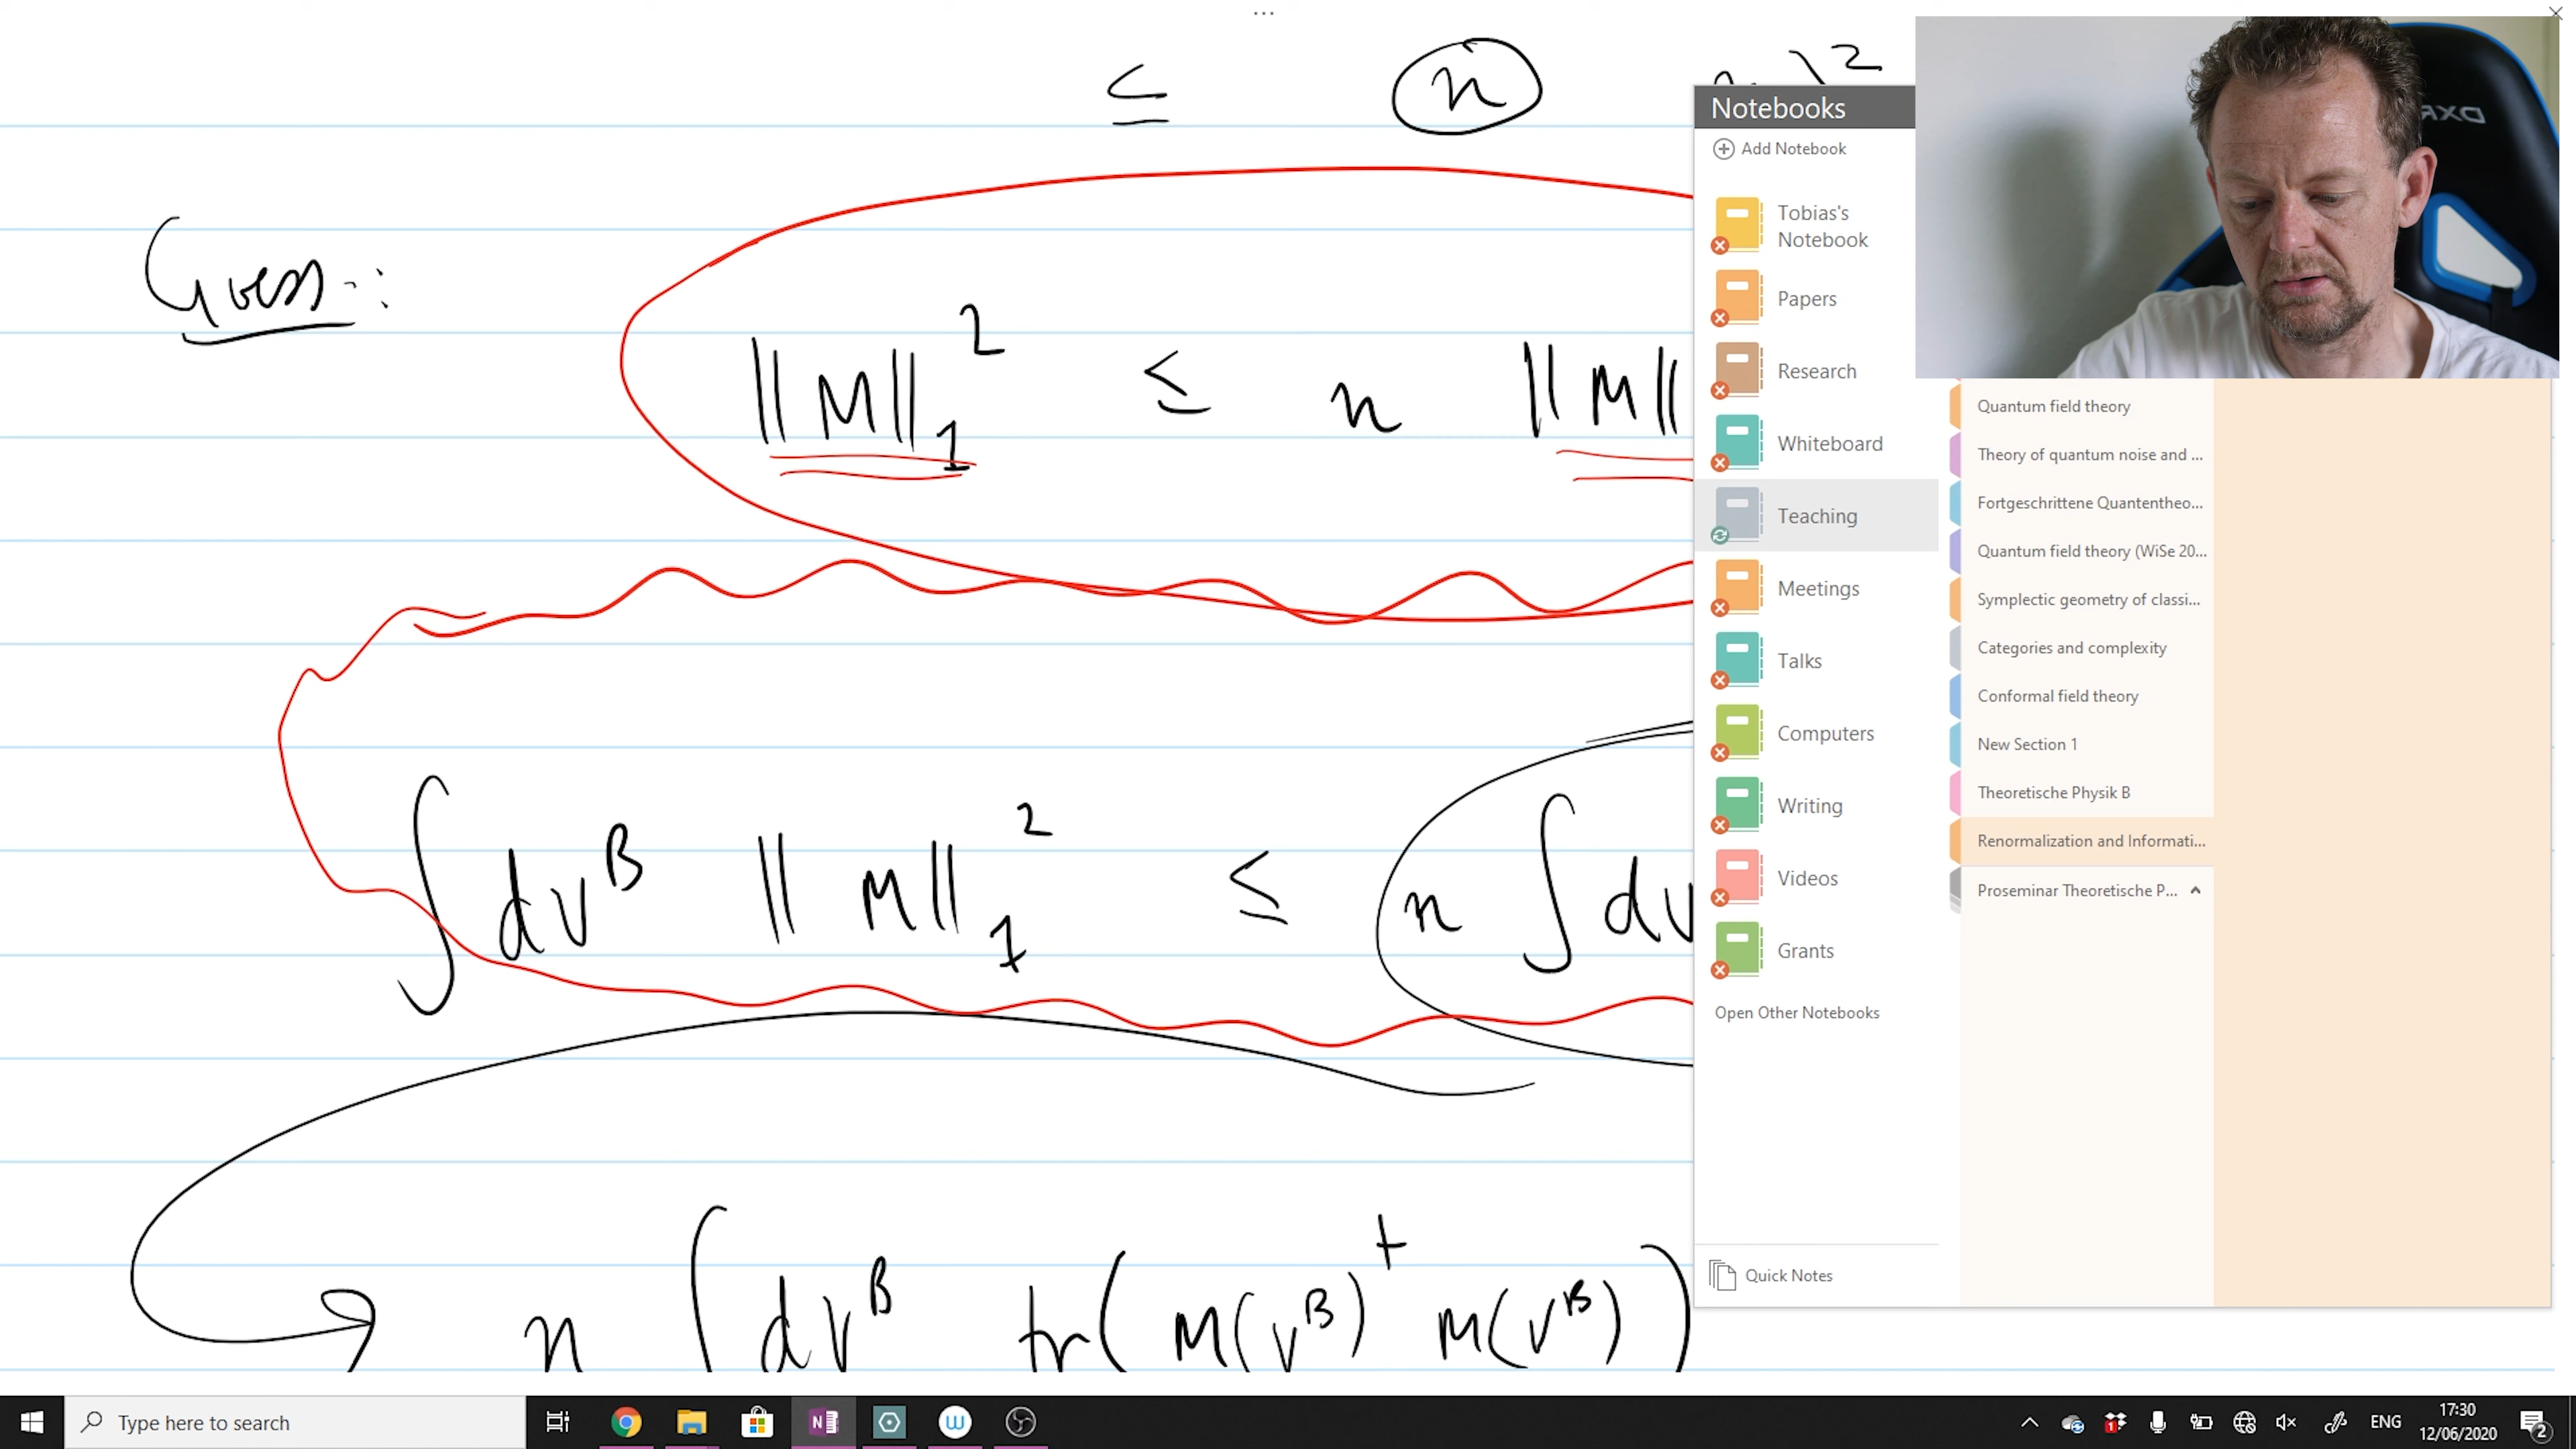 ≤ n
Guess:
‖M‖₁² ≤ n ‖M‖
∫ dV^B ‖M‖₁² ≤ n ∫ dV
n ∫ dV^B tr(M(V^B)† M(V^B))
Notebooks
Add Notebook
Tobias's
Notebook
Papers
Research
Whiteboard
Teaching
Meetings
Talks
Computers
Writing
Videos
Grants
Open Other Notebooks
Quick Notes
DXR
Quantum field theory
Theory of quantum noise and ...
Fortgeschrittene Quantentheo...
Quantum field theory (WiSe 20...
Symplectic geometry of classi...
Categories and complexity
Conformal field theory
New Section 1
Theoretische Physik B
Renormalization and Informati...
Proseminar Theoretische P...
Type here to search
ENG
17:30
12/06/2020
2